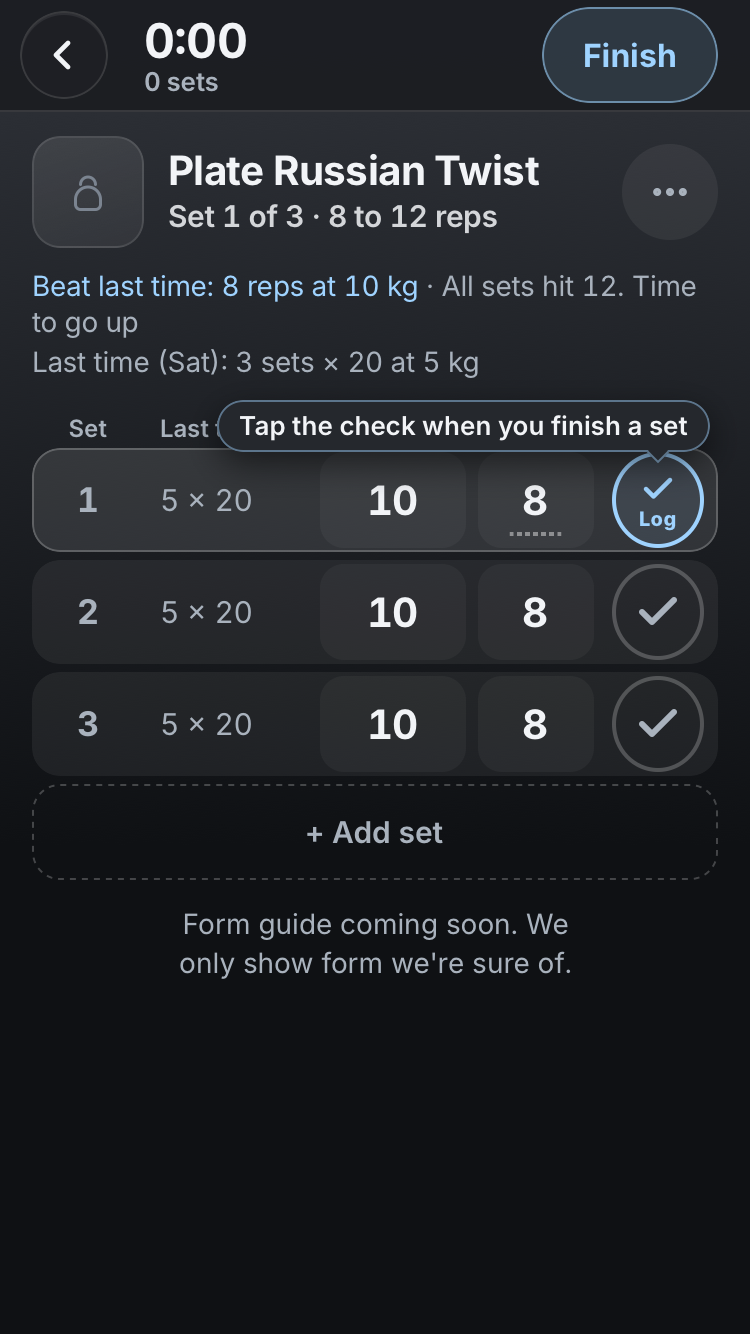 0:00
0 sets
Finish
Plate Russian Twist
Set 1 of 3 · 8 to 12 reps
Beat last time: 8 reps at 10 kg · All sets hit 12. Time
to go up
Last time (Sat): 3 sets × 20 at 5 kg
Tap the check when you finish a set
Set Last
1 5 × 20 10 8 Log
2 5 × 20 10 8
3 5 × 20 10 8
+ Add set
Form guide coming soon. We
only show form we're sure of.